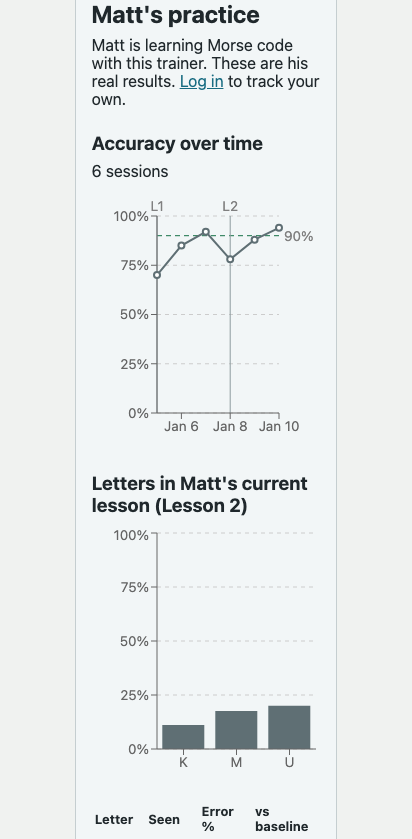 Matt's practice
Matt is learning Morse code
with this trainer. These are his
real results. Log in to track your
own.
Accuracy over time
6 sessions
L1 L2
100%
90%
75%
50%
25%
0%
Jan 6 Jan 8 Jan 10
Letters in Matt's current
lesson (Lesson 2)
100%
75%
50%
25%
0%
K M U
Letter Seen Error % vs baseline